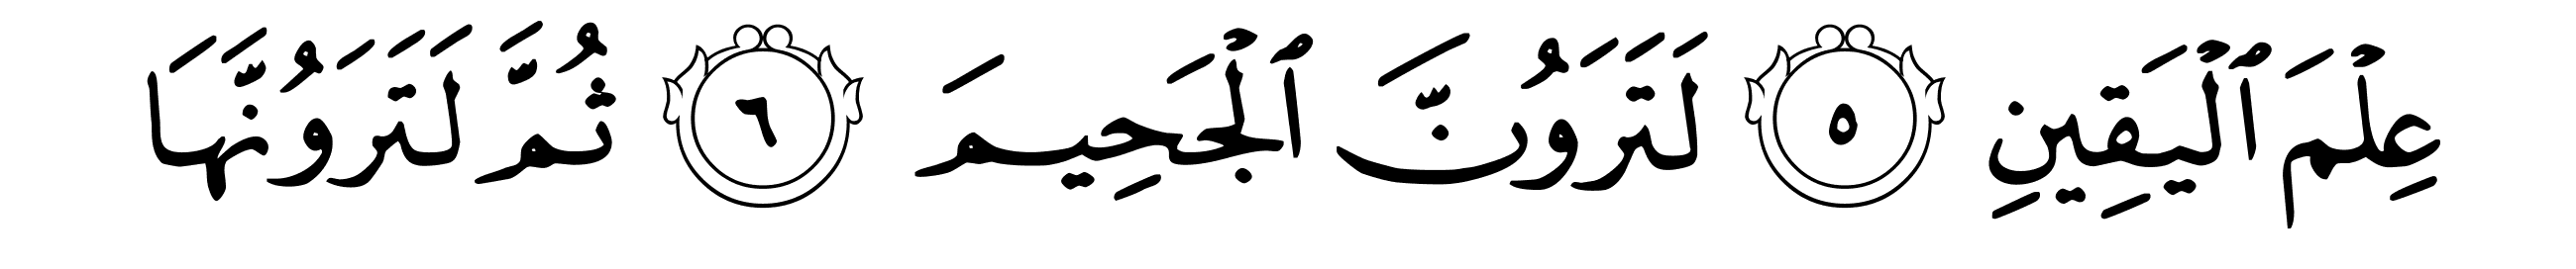 عِلْمَ ٱلْيَقِينِ ٥ لَتَرَوُنَّ ٱلْجَحِيمَ ٦ ثُمَّ لَتَرَوُنَّهَا